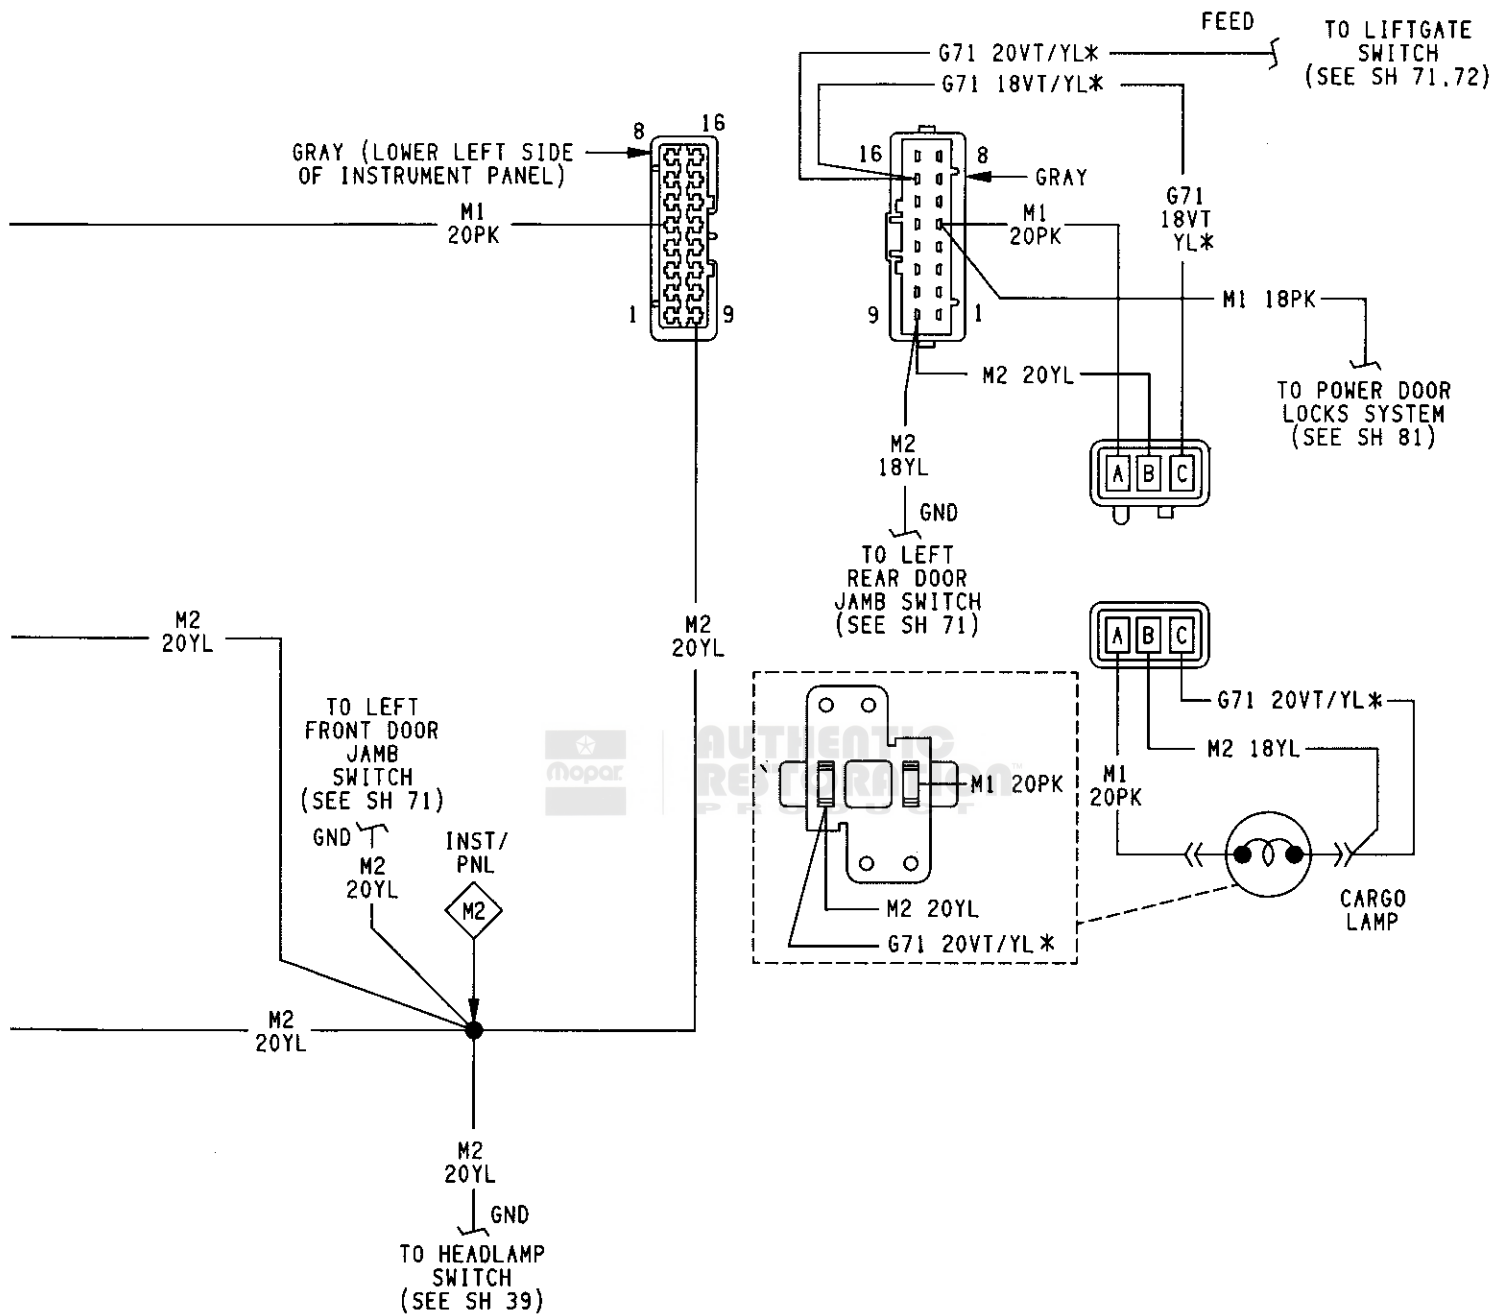 FEED
TO LIFTGATE
SWITCH
(SEE SH 71,72)
G71 20VT/YL*
G71 18VT/YL*
8
16
GRAY (LOWER LEFT SIDE
OF INSTRUMENT PANEL)
M1
20PK
1
9
16
8
GRAY
M1
20PK
G71
18VT
YL*
9
1
M1 18PK
M2 20YL
TO POWER DOOR
LOCKS SYSTEM
(SEE SH 81)
M2
18YL
GND
TO LEFT
REAR DOOR
JAMB SWITCH
(SEE SH 71)
A B C
A B C
M2
20YL
M2
20YL
TO LEFT
FRONT DOOR
JAMB
SWITCH
(SEE SH 71)
GND
M2
20YL
INST/
PNL
M2
Mopar
AUTHENTIC
RESTORATION™
PRODUCT
M1 20PK
M2 20YL
G71 20VT/YL*
G71 20VT/YL*
M2 18YL
M1
20PK
CARGO
LAMP
M2
20YL
M2
20YL
GND
TO HEADLAMP
SWITCH
(SEE SH 39)